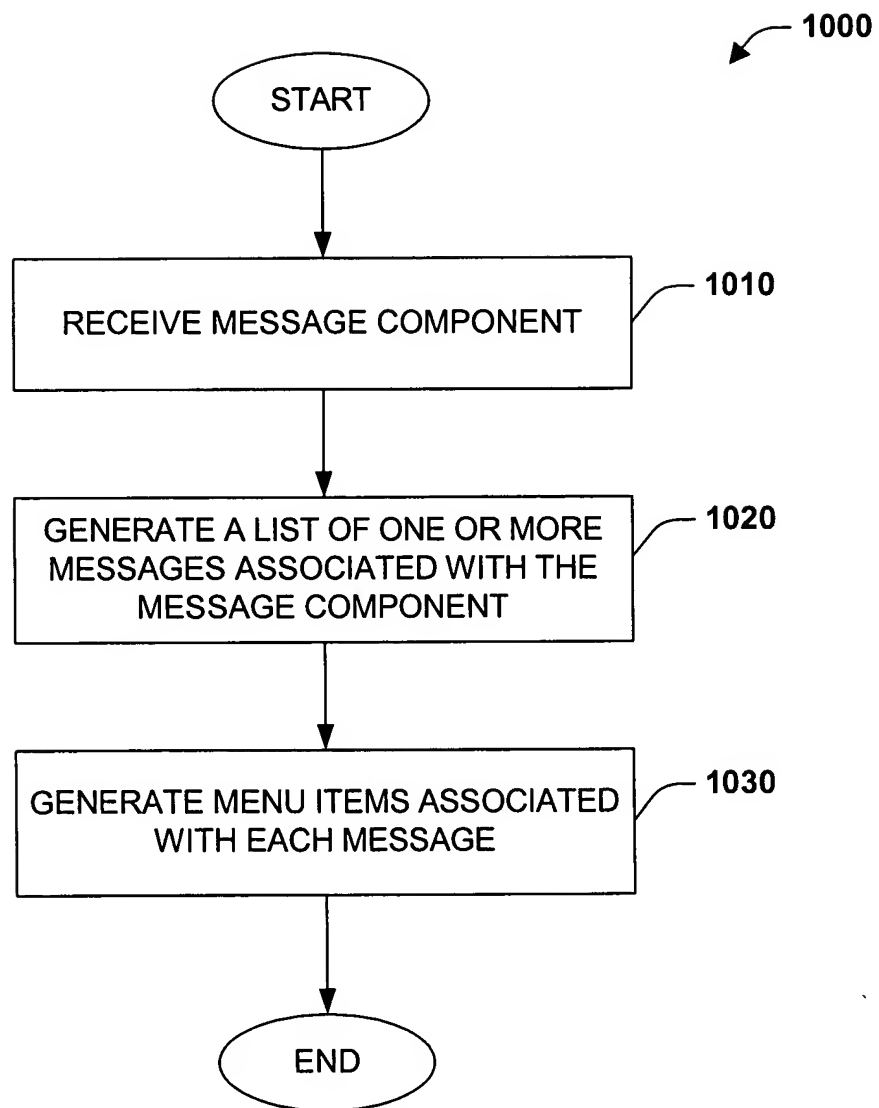 1000
START
RECEIVE MESSAGE COMPONENT
1010
GENERATE A LIST OF ONE OR MORE
MESSAGES ASSOCIATED WITH THE
MESSAGE COMPONENT
1020
GENERATE MENU ITEMS ASSOCIATED
WITH EACH MESSAGE
1030
END